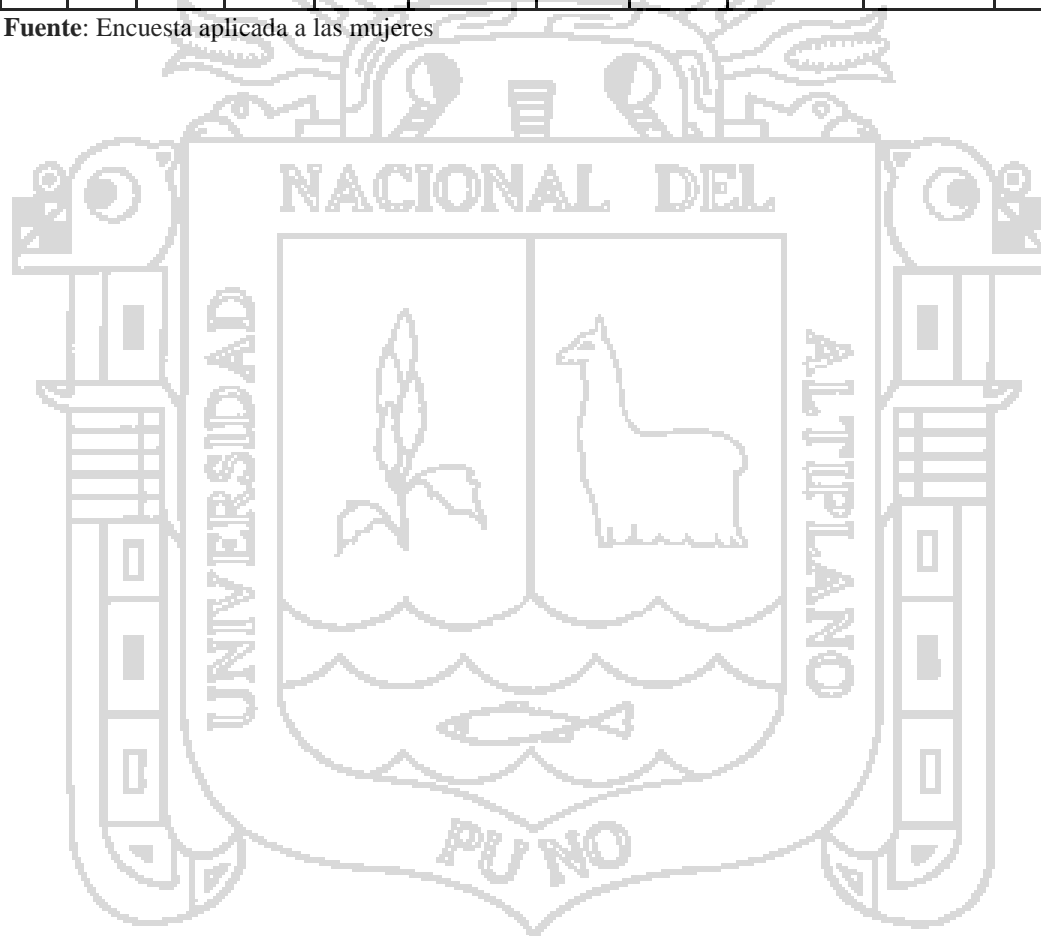 Fuente: Encuesta aplicada a las mujeres
NACIONAL DEL
UNIVERSIDAD
ALTIPLANO
PUNO